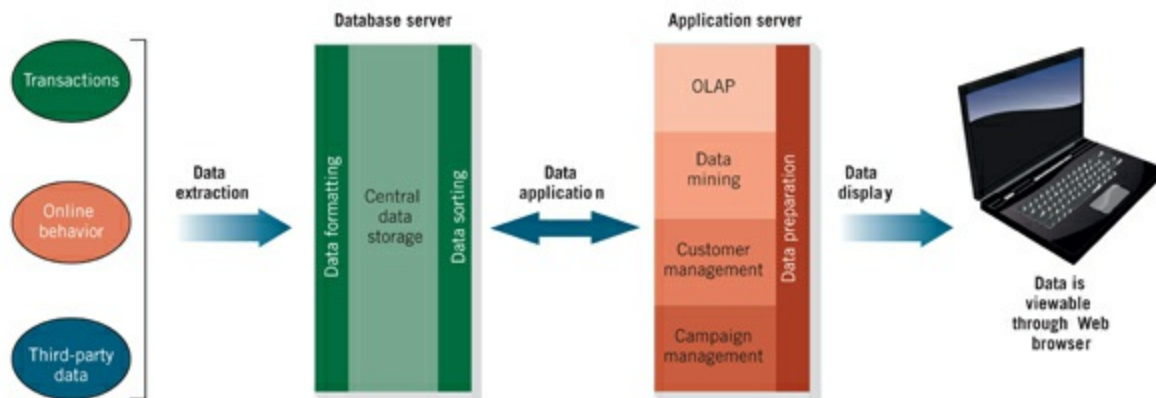 Database server
Application server
Transactions
Online
behavior
Third-party
data
Data
extraction
Data formatting
Central
data
storage
Data sorting
Data
application
OLAP
Data
mining
Customer
management
Campaign
management
Data preparation
Data
display
Data is
viewable
through Web
browser